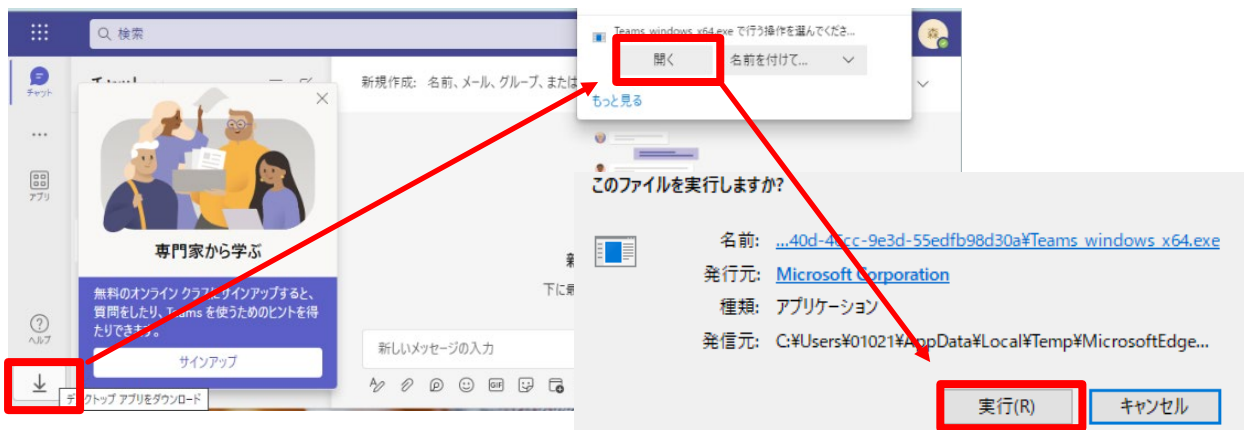 検索
チャット
アプリ
ヘルプ
専門家から学ぶ
無料のオンライン クラスにサインアップすると、
質問をしたり、Teams を使うためのヒントを得
たりできます。
サインアップ
デスクトップ アプリをダウンロード
新規作成: 名前、メール、グループ、または
下に
新しいメッセージの入力
GIF
Teams_windows_x64.exe で行う操作を選んでくださ...
開く
名前を付けて...
もっと見る
森
このファイルを実行しますか?
名前: ...40d-46cc-9e3d-55edfb98d30a¥Teams_windows_x64.exe
発行元: Microsoft Corporation
種類: アプリケーション
発信元: C:¥Users¥01021¥AppData¥Local¥Temp¥MicrosoftEdge...
実行(R)
キャンセル